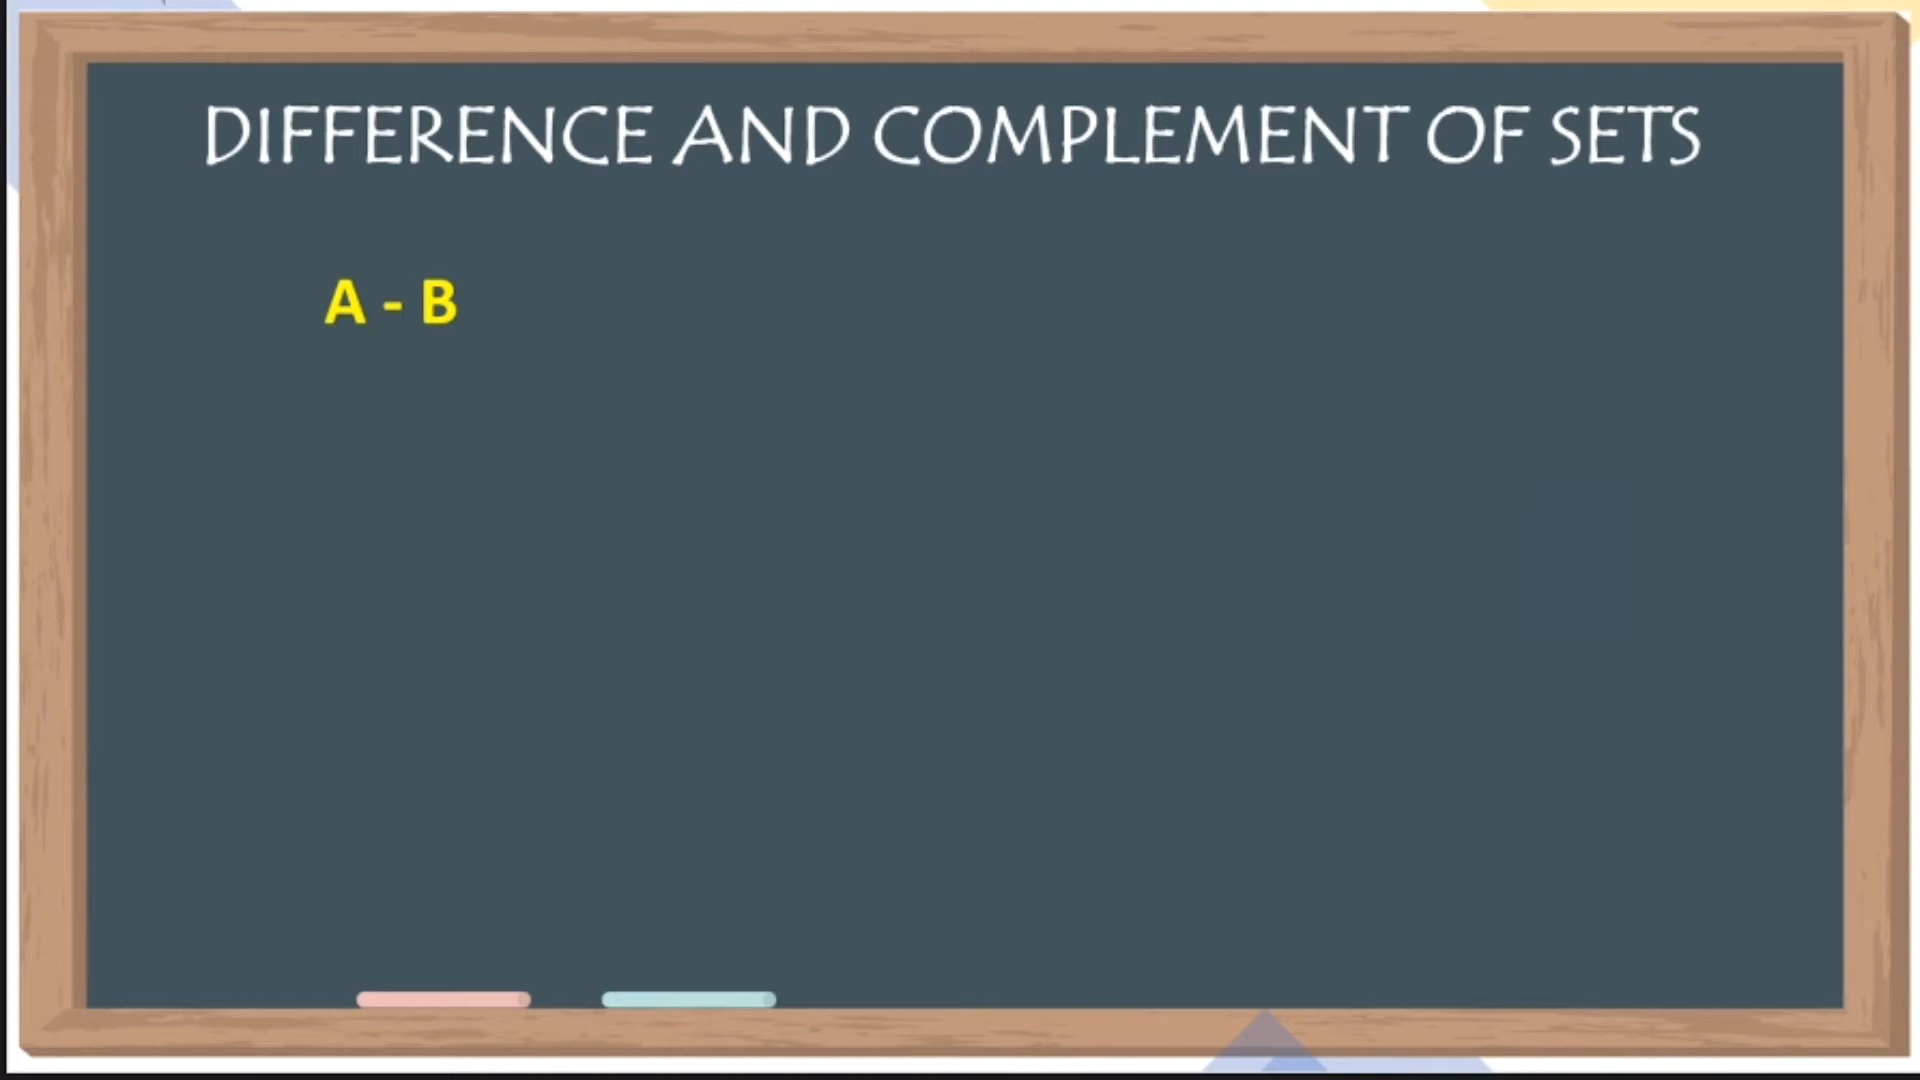 DIFFERENCE AND COMPLEMENT OF SETS
A - B